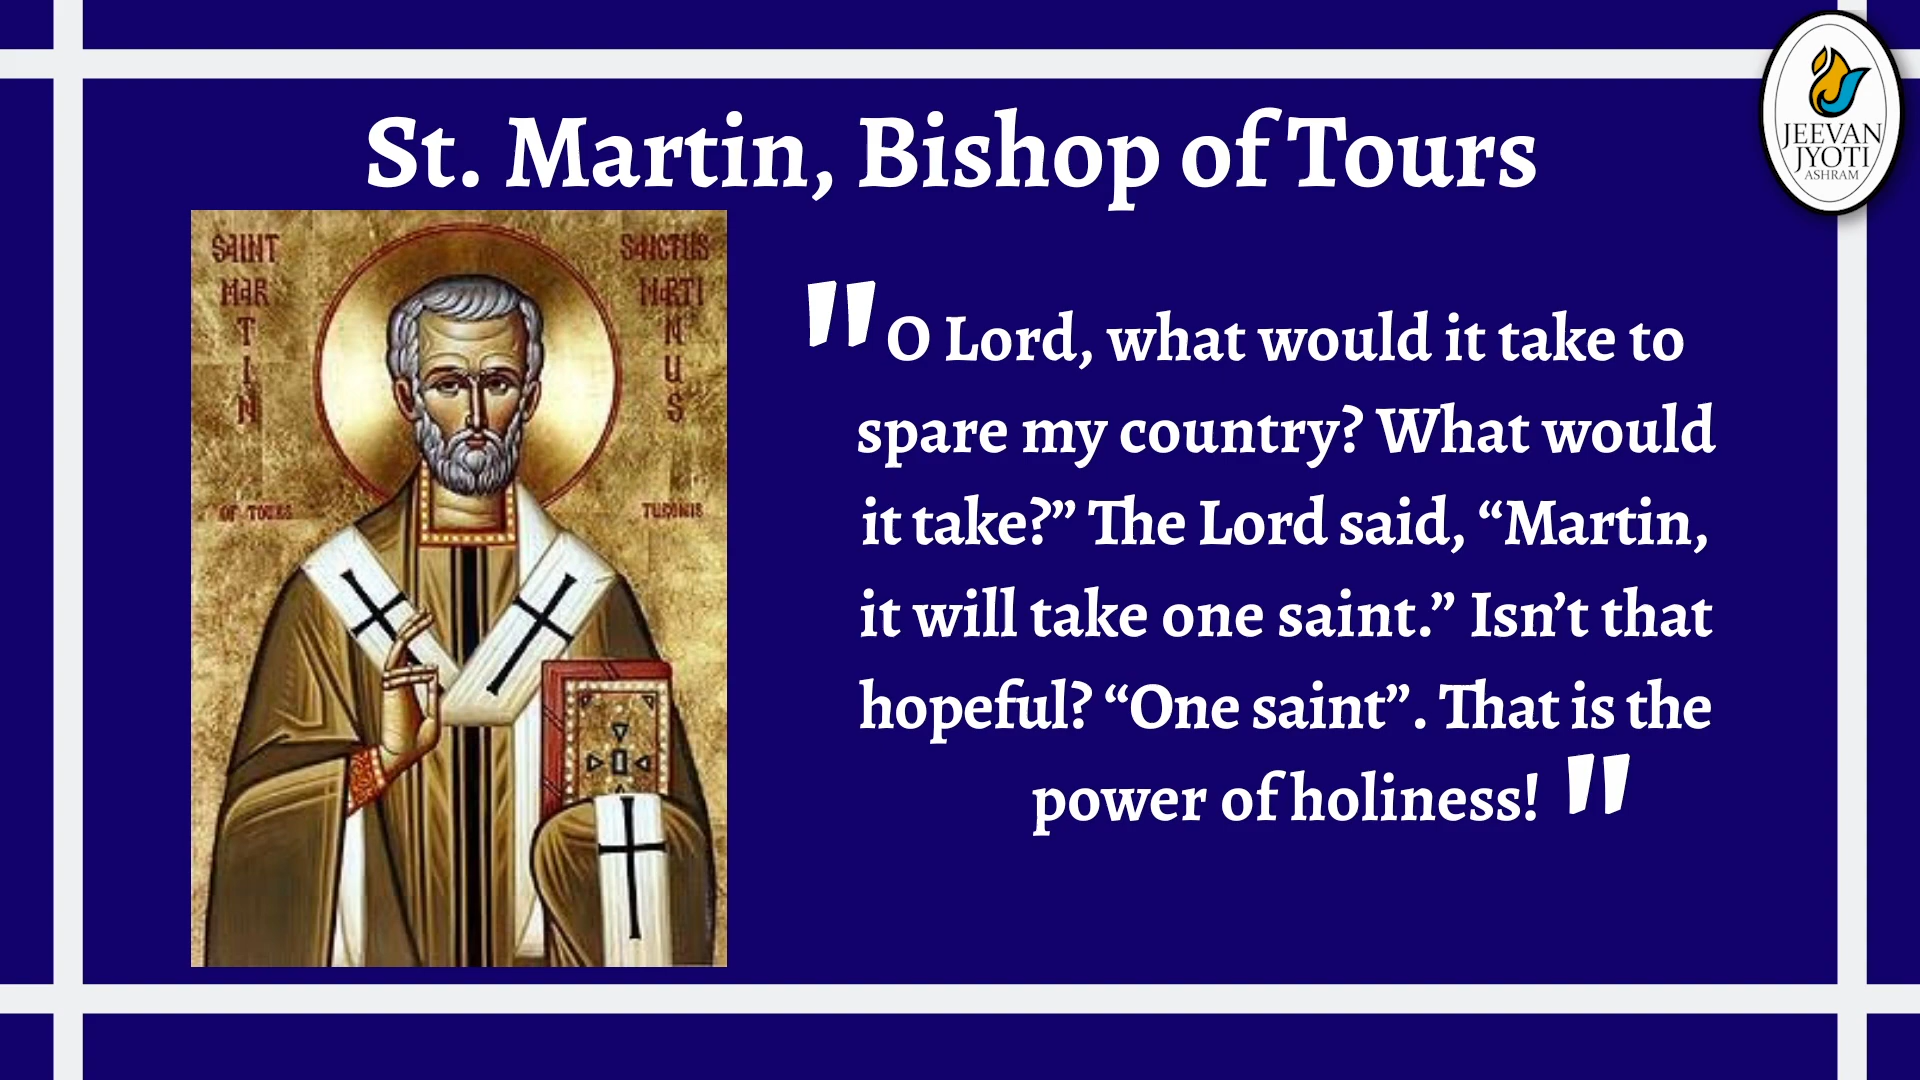 St. Martin, Bishop of Tours
JEEVAN
JYOTI
ASHRAM
SAINT
MAR
T
I
N
OF TOURS
SANCTUS
MARTI
N
U
S
TURONIS
"O Lord, what would it take to
spare my country? What would
it take?” The Lord said, “Martin,
it will take one saint.” Isn’t that
hopeful? “One saint”. That is the
power of holiness! "